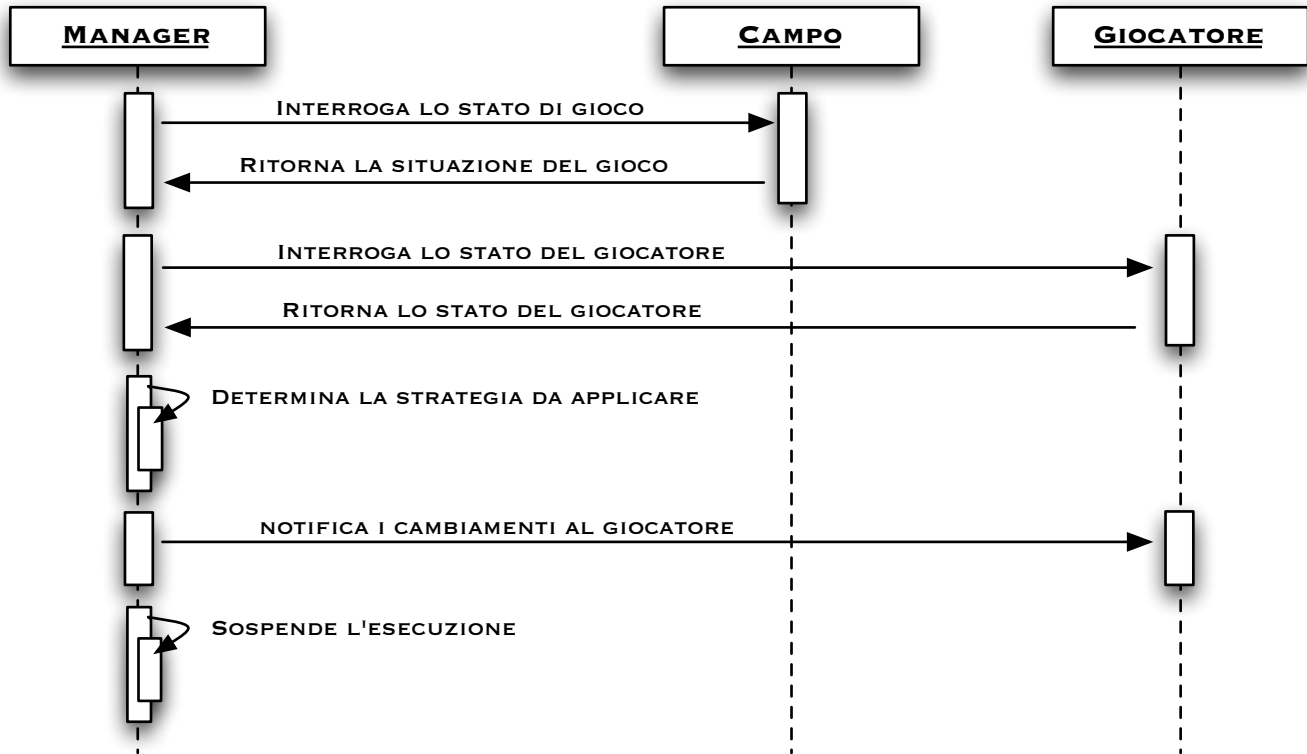 Manager
Campo
Giocatore
Interroga lo stato di gioco
Ritorna la situazione del gioco
Interroga lo stato del giocatore
Ritorna lo stato del giocatore
Determina la strategia da applicare
notifica i cambiamenti al giocatore
Sospende l'esecuzione